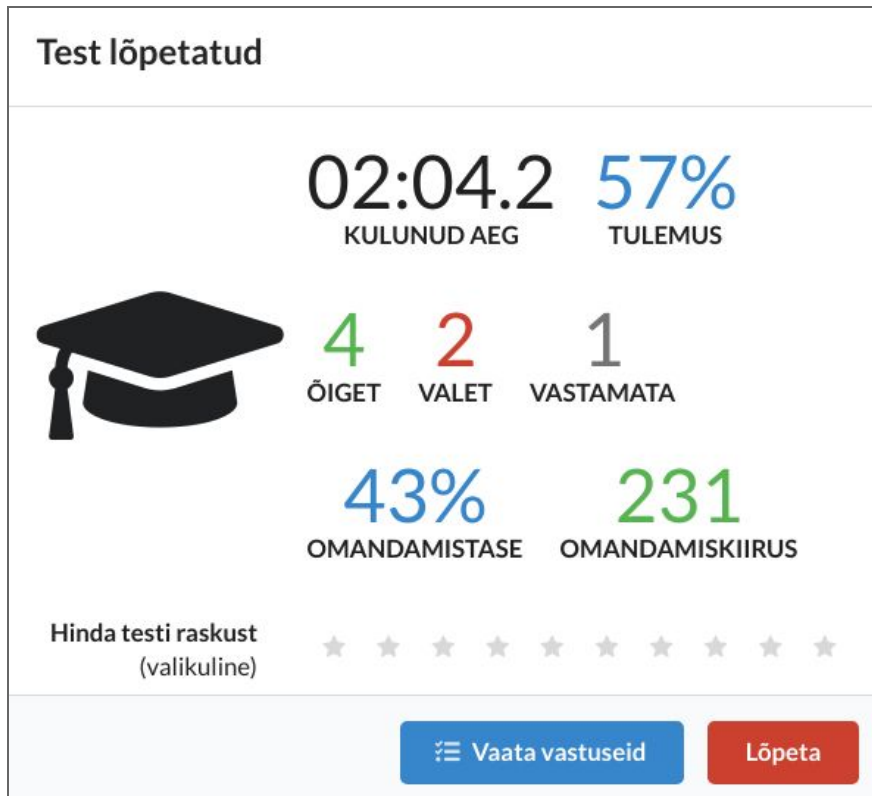 Test lõpetatud
02:04.2 57%
KULUNUD AEG TULEMUS
4 2 1
ÕIGET VALET VASTAMATA
43% 231
OMANDAMISTASE OMANDAMISKIIRUS
Hinda testi raskust
(valikuline)
Vaata vastuseid Lõpeta